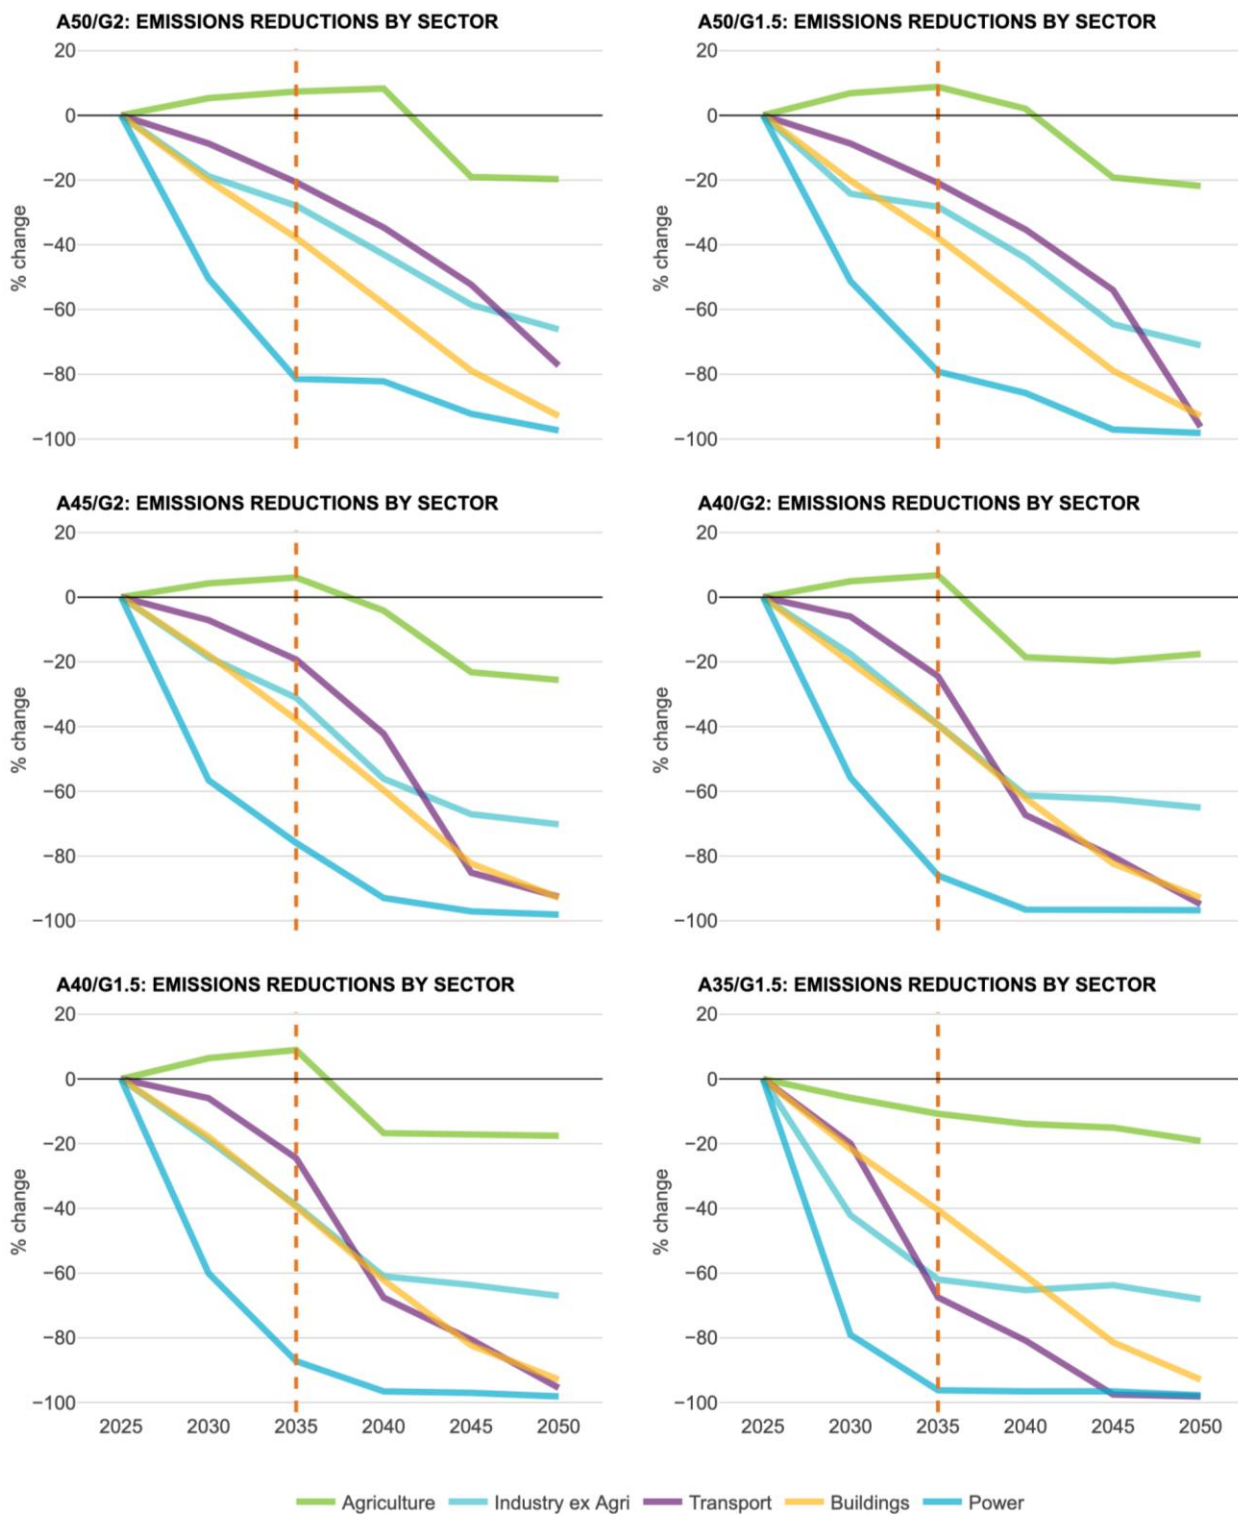 A50/G2: EMISSIONS REDUCTIONS BY SECTOR
20
0
−20
−40
−60
−80
−100
% change
A50/G1.5: EMISSIONS REDUCTIONS BY SECTOR
20
0
−20
−40
−60
−80
−100
% change
A45/G2: EMISSIONS REDUCTIONS BY SECTOR
20
0
−20
−40
−60
−80
−100
% change
A40/G2: EMISSIONS REDUCTIONS BY SECTOR
20
0
−20
−40
−60
−80
−100
% change
A40/G1.5: EMISSIONS REDUCTIONS BY SECTOR
20
0
−20
−40
−60
−80
−100
% change
2025 2030 2035 2040 2045 2050
A35/G1.5: EMISSIONS REDUCTIONS BY SECTOR
20
0
−20
−40
−60
−80
−100
% change
2025 2030 2035 2040 2045 2050
Agriculture Industry ex Agri Transport Buildings Power